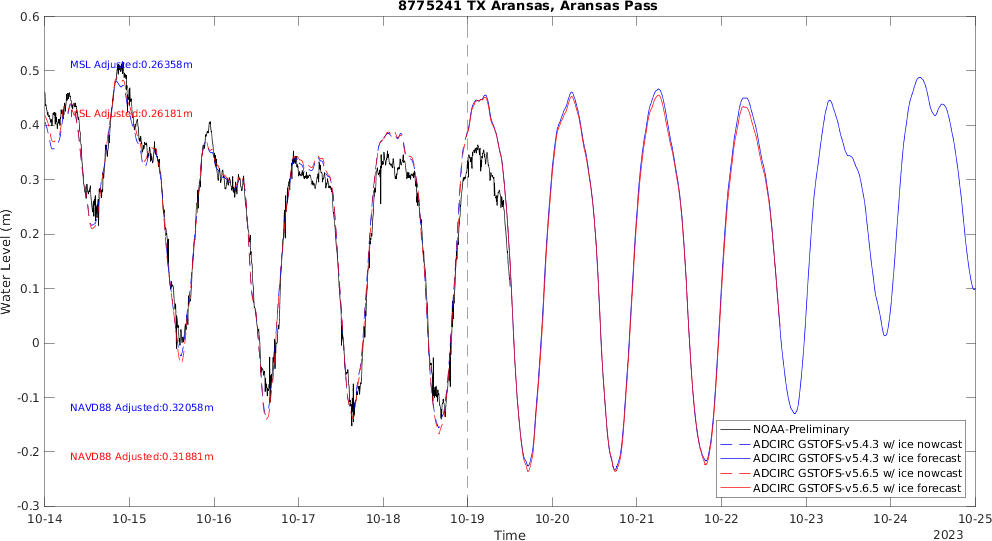 8775241 TX Aransas, Aransas Pass
0.6
0.5
0.4
0.3
0.2
0.1
0
-0.1
-0.2
-0.3
Water Level (m)
MSL Adjusted:0.26358m
MSL Adjusted:0.26181m
NAVD88 Adjusted:0.32058m
NAVD88 Adjusted:0.31881m
NOAA-Preliminary
ADCIRC GSTOFS-v5.4.3 w/ ice nowcast
ADCIRC GSTOFS-v5.4.3 w/ ice forecast
ADCIRC GSTOFS-v5.6.5 w/ ice nowcast
ADCIRC GSTOFS-v5.6.5 w/ ice forecast
10-14 10-15 10-16 10-17 10-18 10-19 10-20 10-21 10-22 10-23 10-24 10-25
Time
2023